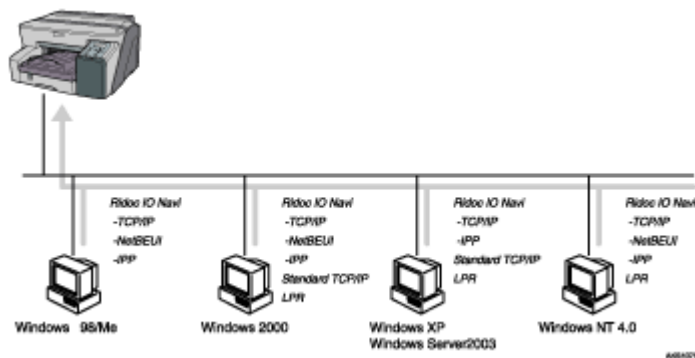 Ridoc IO Navi
-TCP/IP
-NetBEUI
-IPP
Windows 98/Me
Ridoc IO Navi
-TCP/IP
-NetBEUI
-IPP
Standard TCP/IP
LPR
Windows 2000
Ridoc IO Navi
-TCP/IP
-IPP
Standard TCP/IP
LPR
Windows XP
Windows Server2003
Ridoc IO Navi
-TCP/IP
-NetBEUI
-IPP
LPR
Windows NT 4.0